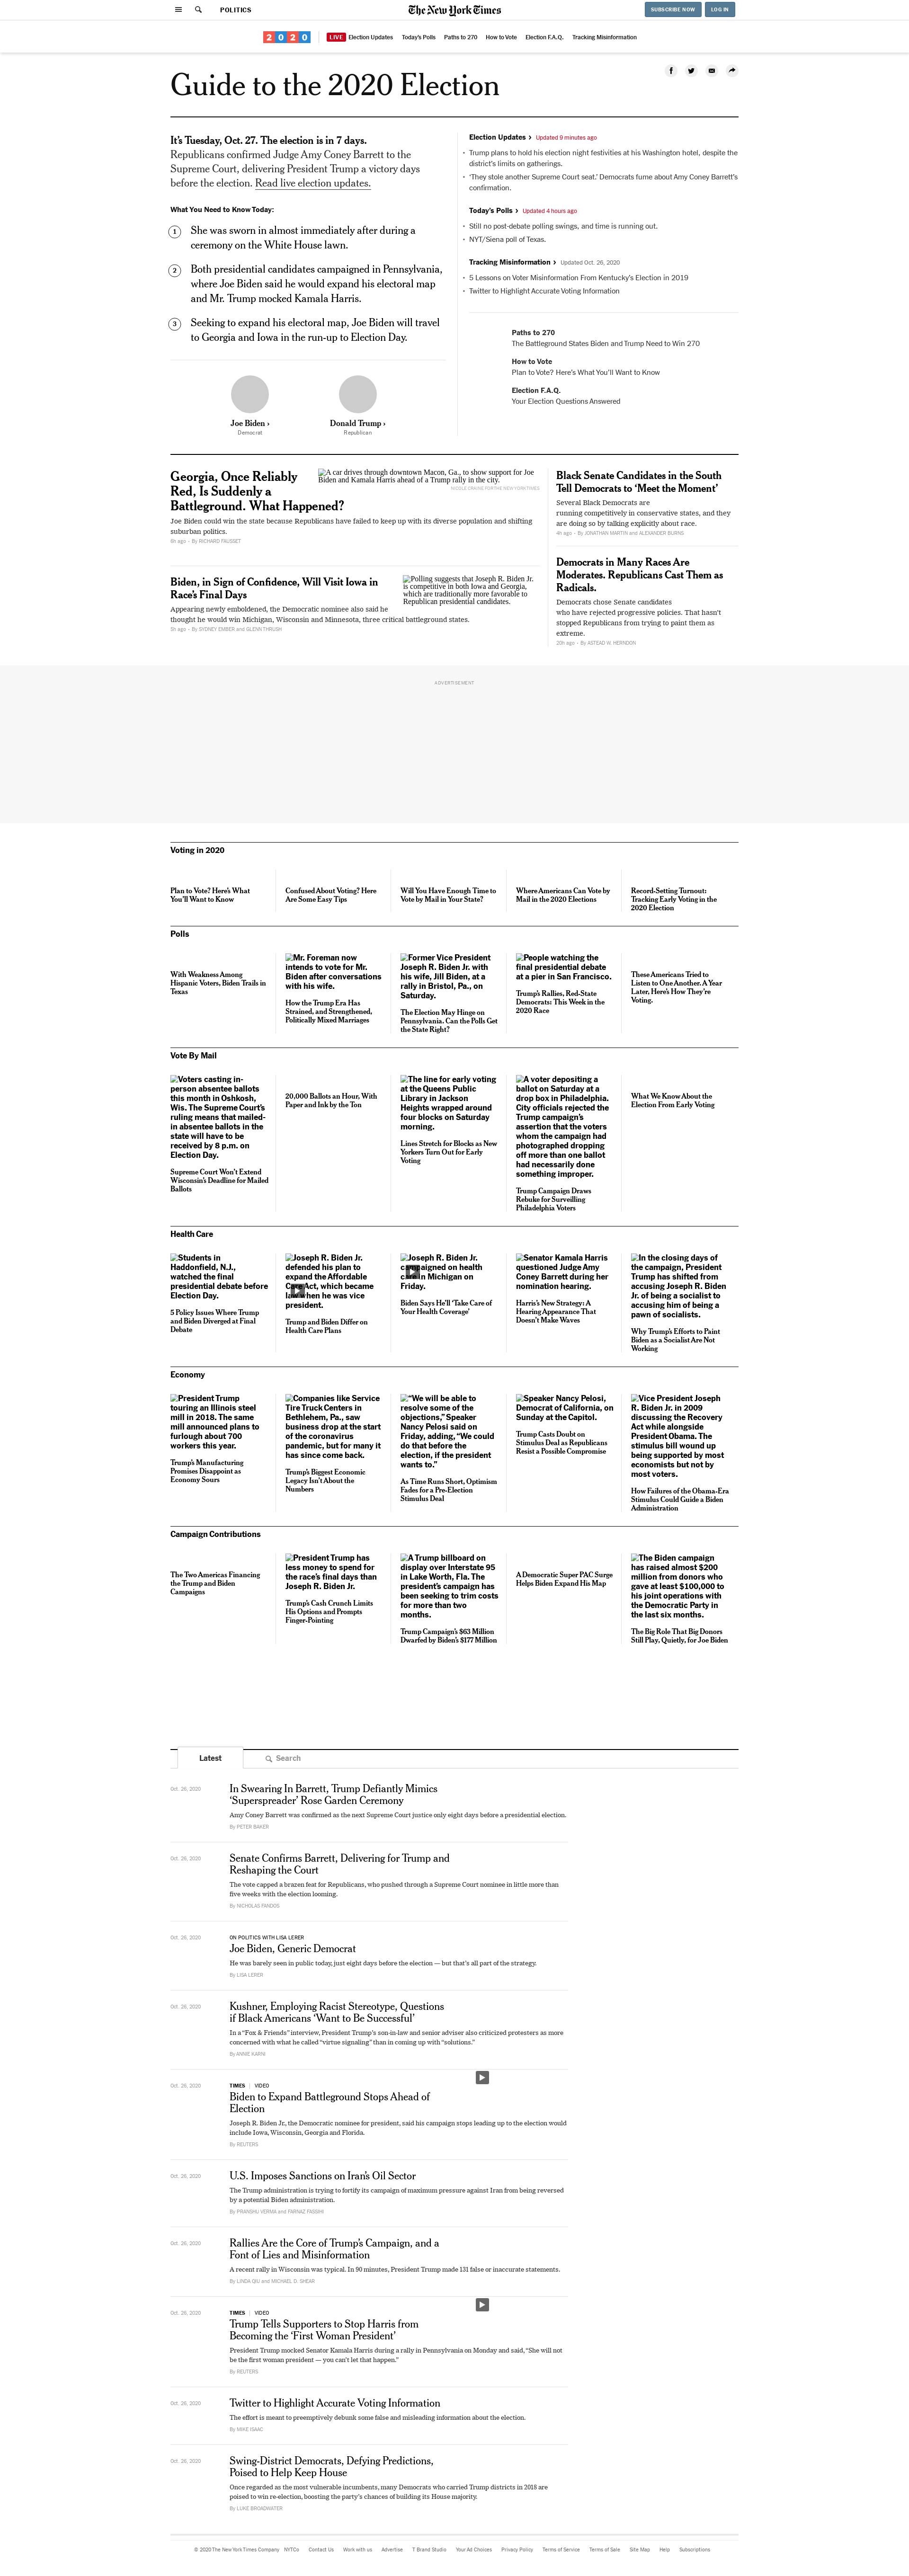 POLITICS
The New York Times
SUBSCRIBE NOW
LOG IN
2020
LIVE Election Updates
Today's Polls
Paths to 270
How to Vote
Election F.A.Q.
Tracking Misinformation
Guide to the 2020 Election
It's Tuesday, Oct. 27. The election is in 7 days.
Republicans confirmed Judge Amy Coney Barrett to the
Supreme Court, delivering President Trump a victory days
before the election. Read live election updates.
What You Need to Know Today:
1 She was sworn in almost immediately after during a
ceremony on the White House lawn.
2 Both presidential candidates campaigned in Pennsylvania,
where Joe Biden said he would expand his electoral map
and Mr. Trump mocked Kamala Harris.
3 Seeking to expand his electoral map, Joe Biden will travel
to Georgia and Iowa in the run-up to Election Day.
Joe Biden ›
Democrat
Donald Trump ›
Republican
Election Updates › Updated 9 minutes ago
• Trump plans to hold his election night festivities at his Washington hotel, despite the
district's limits on gatherings.
• 'They stole another Supreme Court seat.' Democrats fume about Amy Coney Barrett's
confirmation.
Today's Polls › Updated 4 hours ago
• Still no post-debate polling swings, and time is running out.
• NYT/Siena poll of Texas.
Tracking Misinformation › Updated Oct. 26, 2020
• 5 Lessons on Voter Misinformation From Kentucky's Election in 2019
• Twitter to Highlight Accurate Voting Information
Paths to 270
The Battleground States Biden and Trump Need to Win 270
How to Vote
Plan to Vote? Here's What You'll Want to Know
Election F.A.Q.
Your Election Questions Answered
Georgia, Once Reliably
Red, Is Suddenly a
Battleground. What Happened?
A car drives through downtown Macon, Ga., to show support for Joe
Biden and Kamala Harris ahead of a Trump rally in the city.
NICOLE CRAINE FOR THE NEW YORK TIMES
Joe Biden could win the state because Republicans have failed to keep up with its diverse population and shifting
suburban politics.
6h ago – By RICHARD FAUSSET
Biden, in Sign of Confidence, Will Visit Iowa in
Race's Final Days
Polling suggests that Joseph R. Biden Jr.
is competitive in both Iowa and Georgia,
which are traditionally more favorable to
Republican presidential candidates.
Appearing newly emboldened, the Democratic nominee also said he
thought he would win Michigan, Wisconsin and Minnesota, three critical battleground states.
5h ago – By SYDNEY EMBER and GLENN THRUSH
Black Senate Candidates in the South
Tell Democrats to 'Meet the Moment'
Several Black Democrats are
running competitively in conservative states, and they
are doing so by talking explicitly about race.
4h ago – By JONATHAN MARTIN and ALEXANDER BURNS
Democrats in Many Races Are
Moderates. Republicans Cast Them as
Radicals.
Democrats chose Senate candidates
who have rejected progressive policies. That hasn't
stopped Republicans from trying to paint them as
extreme.
20h ago – By ASTEAD W. HERNDON
ADVERTISEMENT
Voting in 2020
Plan to Vote? Here's What
You'll Want to Know
Confused About Voting? Here
Are Some Easy Tips
Will You Have Enough Time to
Vote by Mail in Your State?
Where Americans Can Vote by
Mail in the 2020 Elections
Record-Setting Turnout:
Tracking Early Voting in the
2020 Election
Polls
With Weakness Among
Hispanic Voters, Biden Trails in
Texas
Mr. Foreman now
intends to vote for Mr.
Biden after conversations
with his wife.
How the Trump Era Has
Strained, and Strengthened,
Politically Mixed Marriages
Former Vice President
Joseph R. Biden Jr. with
his wife, Jill Biden, at a
rally in Bristol, Pa., on
Saturday.
The Election May Hinge on
Pennsylvania. Can the Polls Get
the State Right?
People watching the
final presidential debate
at a pier in San Francisco.
Trump's Rallies, Red-State
Democrats: This Week in the
2020 Race
These Americans Tried to
Listen to One Another. A Year
Later, Here's How They're
Voting.
Vote By Mail
Voters casting in-
person absentee ballots
this month in Oshkosh,
Wis. The Supreme Court's
ruling means that mailed-
in absentee ballots in the
state will have to be
received by 8 p.m. on
Election Day.
Supreme Court Won't Extend
Wisconsin's Deadline for Mailed
Ballots
20,000 Ballots an Hour, With
Paper and Ink by the Ton
The line for early voting
at the Queens Public
Library in Jackson
Heights wrapped around
four blocks on Saturday
morning.
Lines Stretch for Blocks as New
Yorkers Turn Out for Early
Voting
A voter depositing a
ballot on Saturday at a
drop box in Philadelphia.
City officials rejected the
Trump campaign's
assertion that the voters
whom the campaign had
photographed dropping
off more than one ballot
had necessarily done
something improper.
Trump Campaign Draws
Rebuke for Surveilling
Philadelphia Voters
What We Know About the
Election From Early Voting
Health Care
Students in
Haddonfield, N.J.,
watched the final
presidential debate before
Election Day.
5 Policy Issues Where Trump
and Biden Diverged at Final
Debate
Joseph R. Biden Jr.
defended his plan to
expand the Affordable
Care Act, which became
law when he was vice
president.
Trump and Biden Differ on
Health Care Plans
Joseph R. Biden Jr.
campaigned on health
care in Michigan on
Friday.
Biden Says He'll 'Take Care of
Your Health Coverage'
Senator Kamala Harris
questioned Judge Amy
Coney Barrett during her
nomination hearing.
Harris's New Strategy: A
Hearing Appearance That
Doesn't Make Waves
In the closing days of
the campaign, President
Trump has shifted from
accusing Joseph R. Biden
Jr. of being a socialist to
accusing him of being a
pawn of socialists.
Why Trump's Efforts to Paint
Biden as a Socialist Are Not
Working
Economy
President Trump
touring an Illinois steel
mill in 2018. The same
mill announced plans to
furlough about 700
workers this year.
Trump's Manufacturing
Promises Disappoint as
Economy Sours
Companies like Service
Tire Truck Centers in
Bethlehem, Pa., saw
business drop at the start
of the coronavirus
pandemic, but for many it
has since come back.
Trump's Biggest Economic
Legacy Isn't About the
Numbers
"We will be able to
resolve some of the
objections," Speaker
Nancy Pelosi said on
Friday, adding, "We could
do that before the
election, if the president
wants to."
As Time Runs Short, Optimism
Fades for a Pre-Election
Stimulus Deal
Speaker Nancy Pelosi,
Democrat of California, on
Sunday at the Capitol.
Trump Casts Doubt on
Stimulus Deal as Republicans
Resist a Possible Compromise
Vice President Joseph
R. Biden Jr. in 2009
discussing the Recovery
Act while alongside
President Obama. The
stimulus bill wound up
being supported by most
economists but not by
most voters.
How Failures of the Obama-Era
Stimulus Could Guide a Biden
Administration
Campaign Contributions
The Two Americas Financing
the Trump and Biden
Campaigns
President Trump has
less money to spend for
the race's final days than
Joseph R. Biden Jr.
Trump's Cash Crunch Limits
His Options and Prompts
Finger-Pointing
A Trump billboard on
display over Interstate 95
in Lake Worth, Fla. The
president's campaign has
been seeking to trim costs
for more than two
months.
Trump Campaign's $63 Million
Dwarfed by Biden's $177 Million
A Democratic Super PAC Surge
Helps Biden Expand His Map
The Biden campaign
has raised almost $200
million from donors who
gave at least $100,000 to
his joint operations with
the Democratic Party in
the last six months.
The Big Role That Big Donors
Still Play, Quietly, for Joe Biden
Latest
Search
Oct. 26, 2020
In Swearing In Barrett, Trump Defiantly Mimics
'Superspreader' Rose Garden Ceremony
Amy Coney Barrett was confirmed as the next Supreme Court justice only eight days before a presidential election.
By PETER BAKER
Oct. 26, 2020
Senate Confirms Barrett, Delivering for Trump and
Reshaping the Court
The vote capped a brazen feat for Republicans, who pushed through a Supreme Court nominee in little more than
five weeks with the election looming.
By NICHOLAS FANDOS
Oct. 26, 2020
ON POLITICS WITH LISA LERER
Joe Biden, Generic Democrat
He was barely seen in public today, just eight days before the election — but that's all part of the strategy.
By LISA LERER
Oct. 26, 2020
Kushner, Employing Racist Stereotype, Questions
if Black Americans 'Want to Be Successful'
In a "Fox & Friends" interview, President Trump's son-in-law and senior adviser also criticized protesters as more
concerned with what he called "virtue signaling" than in coming up with "solutions."
By ANNIE KARNI
Oct. 26, 2020
TIMES | VIDEO
Biden to Expand Battleground Stops Ahead of
Election
Joseph R. Biden Jr., the Democratic nominee for president, said his campaign stops leading up to the election would
include Iowa, Wisconsin, Georgia and Florida.
By REUTERS
Oct. 26, 2020
U.S. Imposes Sanctions on Iran's Oil Sector
The Trump administration is trying to fortify its campaign of maximum pressure against Iran from being reversed
by a potential Biden administration.
By PRANSHU VERMA and FARNAZ FASSIHI
Oct. 26, 2020
Rallies Are the Core of Trump's Campaign, and a
Font of Lies and Misinformation
A recent rally in Wisconsin was typical. In 90 minutes, President Trump made 131 false or inaccurate statements.
By LINDA QIU and MICHAEL D. SHEAR
Oct. 26, 2020
TIMES | VIDEO
Trump Tells Supporters to Stop Harris from
Becoming the 'First Woman President'
President Trump mocked Senator Kamala Harris during a rally in Pennsylvania on Monday and said, "She will not
be the first woman president — you can't let that happen."
By REUTERS
Oct. 26, 2020
Twitter to Highlight Accurate Voting Information
The effort is meant to preemptively debunk some false and misleading information about the election.
By MIKE ISAAC
Oct. 26, 2020
Swing-District Democrats, Defying Predictions,
Poised to Help Keep House
Once regarded as the most vulnerable incumbents, many Democrats who carried Trump districts in 2018 are
poised to win re-election, boosting the party's chances of building its House majority.
By LUKE BROADWATER
© 2020 The New York Times Company
NYTCo
Contact Us
Work with us
Advertise
T Brand Studio
Your Ad Choices
Privacy Policy
Terms of Service
Terms of Sale
Site Map
Help
Subscriptions